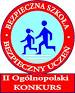 BEZPIECZNA SZKOŁA
BEZPIECZNY UCZEŃ
II Ogólnopolski
KONKURS